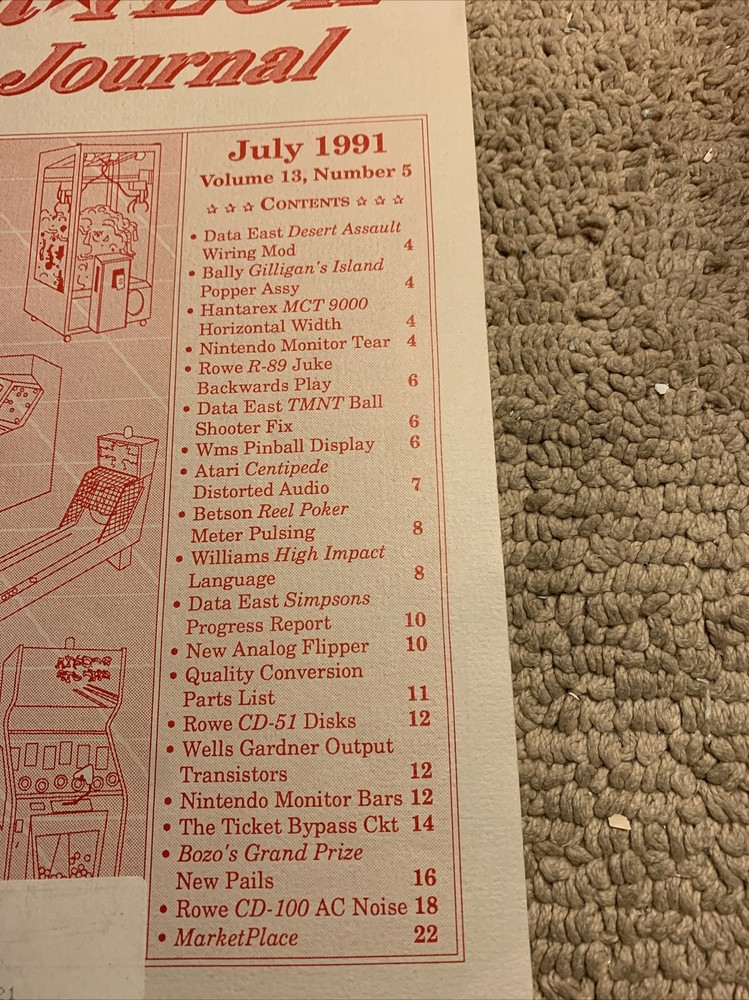 Journal
July 1991
Volume 13, Number 5
☆ ☆ ☆ CONTENTS ☆ ☆ ☆
• Data East Desert Assault
Wiring Mod 4
• Bally Gilligan's Island
Popper Assy 4
• Hantarex MCT 9000
Horizontal Width 4
• Nintendo Monitor Tear 4
• Rowe R-89 Juke
Backwards Play 6
• Data East TMNT Ball
Shooter Fix 6
• Wms Pinball Display 6
• Atari Centipede
Distorted Audio 7
• Betson Reel Poker
Meter Pulsing 8
• Williams High Impact
Language 8
• Data East Simpsons
Progress Report 10
• New Analog Flipper 10
• Quality Conversion
Parts List 11
• Rowe CD-51 Disks 12
• Wells Gardner Output
Transistors 12
• Nintendo Monitor Bars 12
• The Ticket Bypass Ckt 14
• Bozo's Grand Prize
New Pails 16
• Rowe CD-100 AC Noise 18
• MarketPlace 22